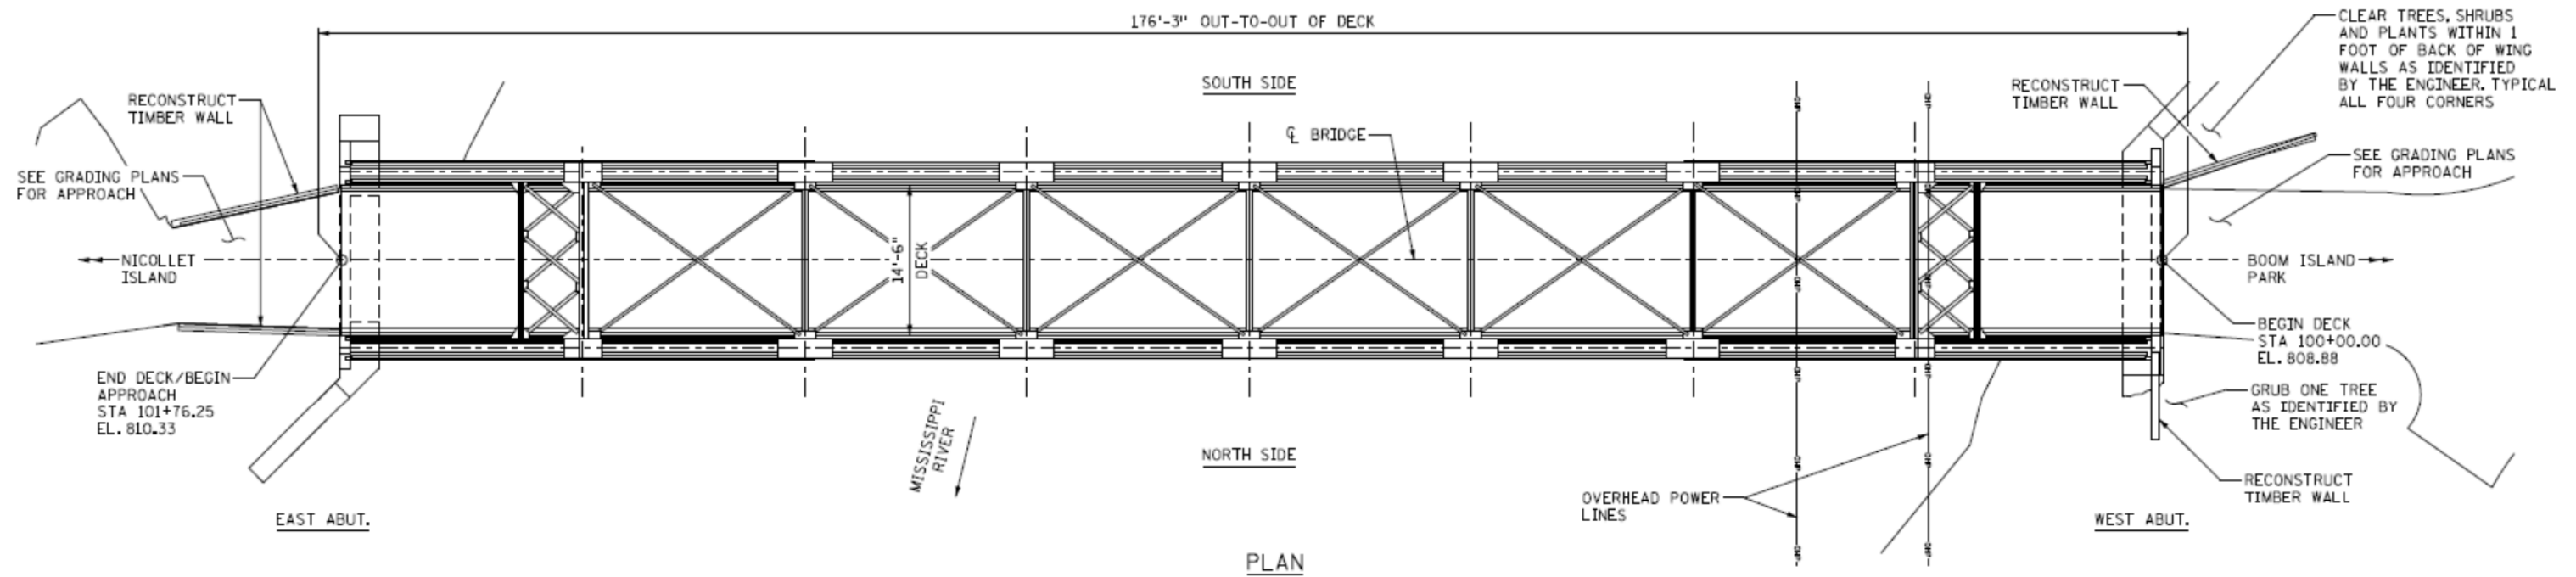 176'-3" OUT-TO-OUT OF DECK
CLEAR TREES, SHRUBS
AND PLANTS WITHIN 1
FOOT OF BACK OF WING
WALLS AS IDENTIFIED
BY THE ENGINEER. TYPICAL
ALL FOUR CORNERS
SOUTH SIDE
RECONSTRUCT
TIMBER WALL
RECONSTRUCT
TIMBER WALL
℄ BRIDGE
SEE GRADING PLANS
FOR APPROACH
SEE GRADING PLANS
FOR APPROACH
14'-6"
DECK
NICOLLET
ISLAND
BOOM ISLAND
PARK
BEGIN DECK
STA 100+00.00
EL. 808.88
END DECK/BEGIN
APPROACH
STA 101+76.25
EL. 810.33
GRUB ONE TREE
AS IDENTIFIED BY
THE ENGINEER
MISSISSIPPI
RIVER
NORTH SIDE
RECONSTRUCT
TIMBER WALL
OVERHEAD POWER
LINES
EAST ABUT.
WEST ABUT.
PLAN